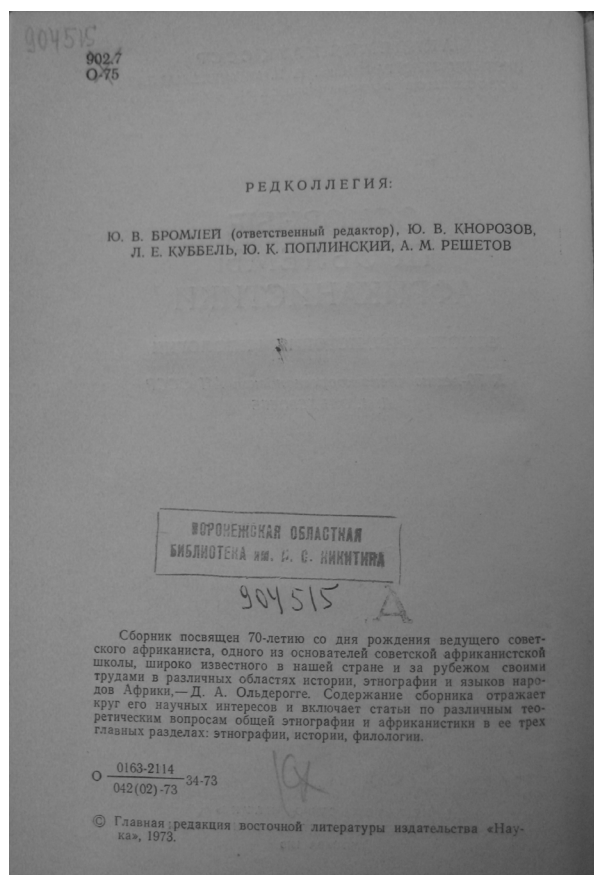 904515
902.7
О-75
РЕДКОЛЛЕГИЯ:
Ю. В. БРОМЛЕЙ (ответственный редактор), Ю. В. КНОРОЗОВ,
Л. Е. КУББЕЛЬ, Ю. К. ПОПЛИНСКИЙ, А. М. РЕШЕТОВ
ВОРОНЕЖСКАЯ ОБЛАСТНАЯ
БИБЛИОТЕКА им. И. С. НИКИТИНА
904515 А
Сборник посвящен 70-летию со дня рождения ведущего совет-
ского африканиста, одного из основателей советской африканистской
школы, широко известного в нашей стране и за рубежом своими
трудами в различных областях истории, этнографии и языков наро-
дов Африки,— Д. А. Ольдерогге. Содержание сборника отражает
круг его научных интересов и включает статьи по различным тео-
ретическим вопросам общей этнографии и африканистики в ее трех
главных разделах: этнографии, истории, филологии.
О 0163-2114 34-73
042(02)-73
© Главная редакция восточной литературы издательства «Нау-
ка», 1973.